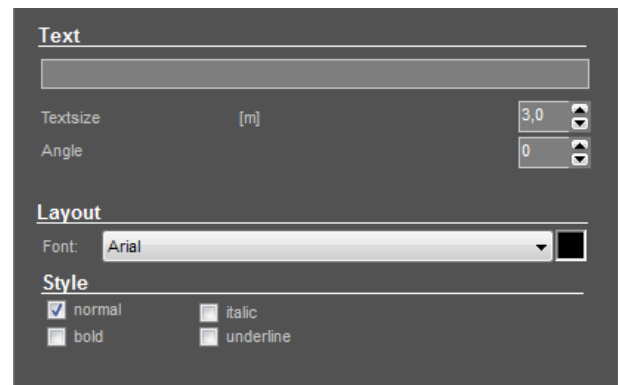 Text
Textsize [m] 3,0
Angle 0
Layout
Font: Arial
Style
normal italic
bold underline